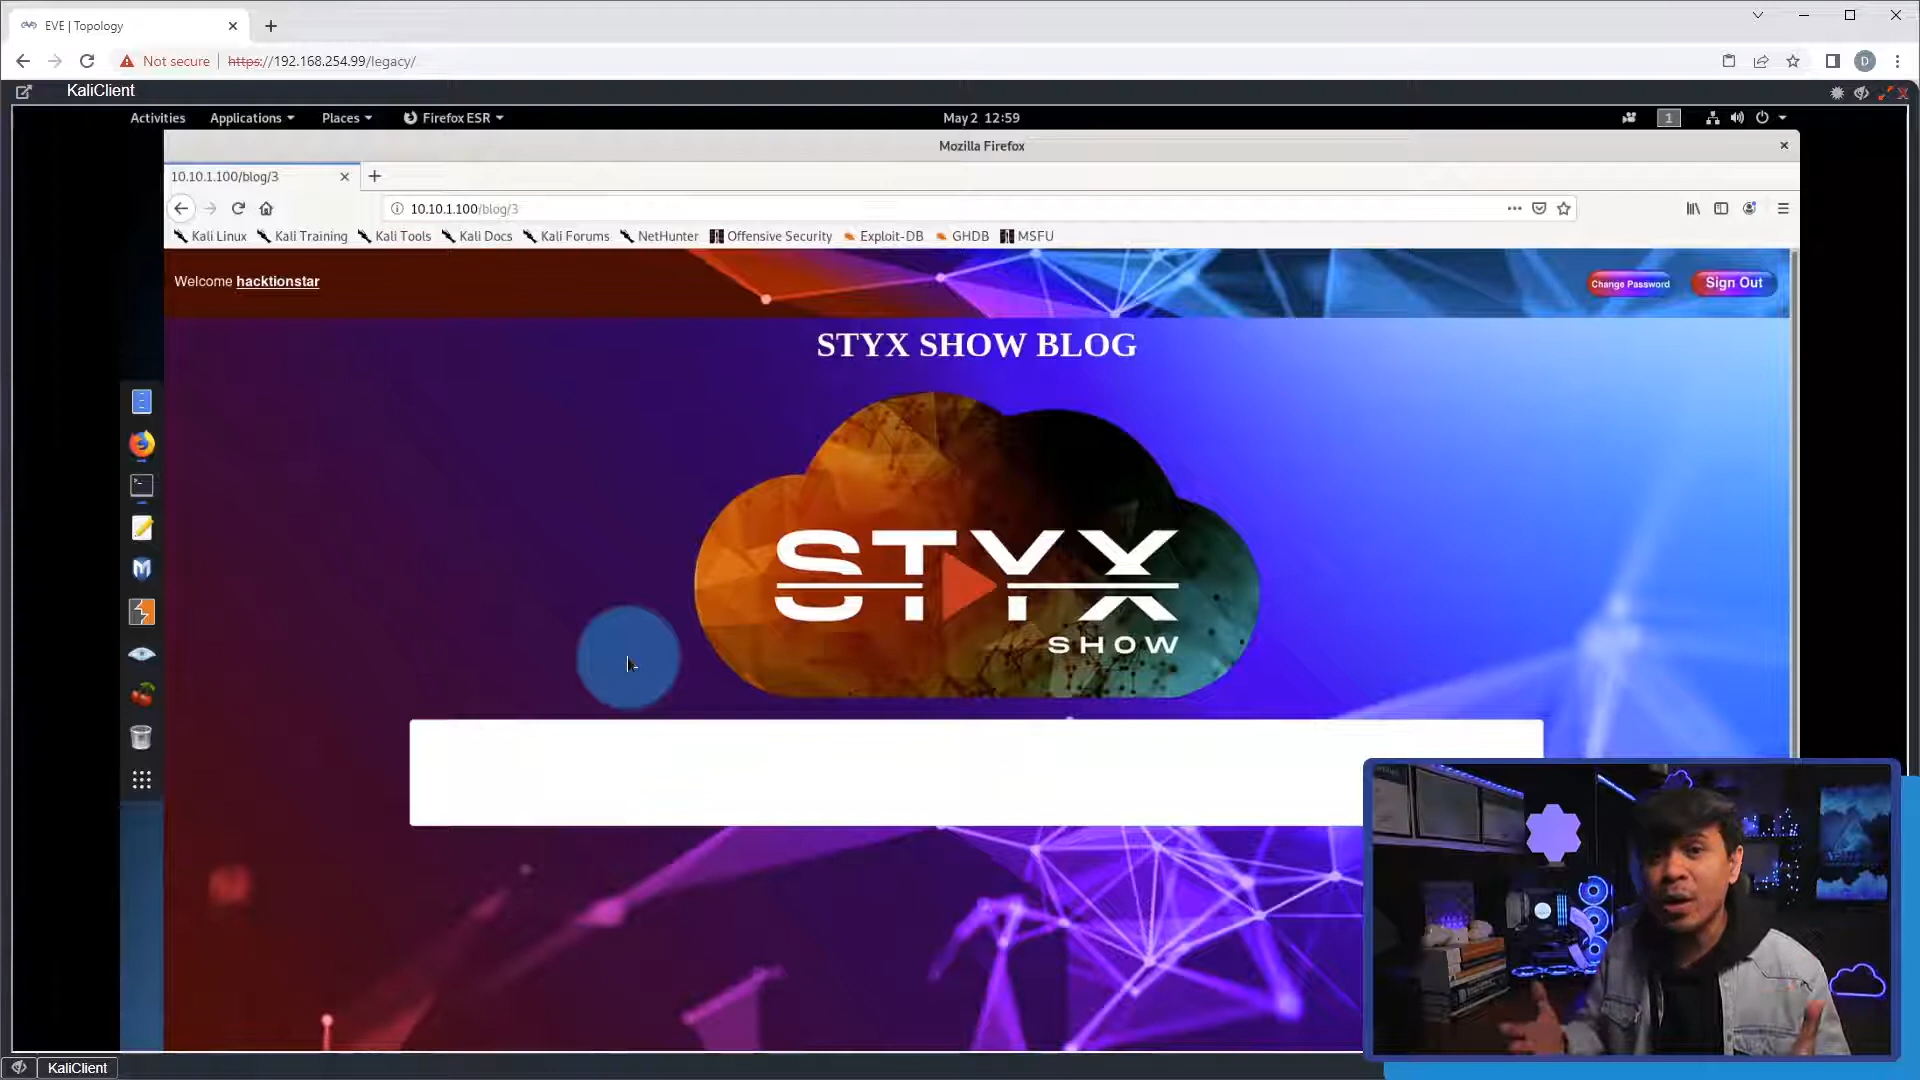 EVE | Topology
Not secure
https://192.168.254.99/legacy/
D
KaliClient
Activities
Applications
Places
Firefox ESR
May 2 12:59
1
Mozilla Firefox
10.10.1.100/blog/3
10.10.1.100/blog/3
Kali Linux
Kali Training
Kali Tools
Kali Docs
Kali Forums
NetHunter
Offensive Security
Exploit-DB
GHDB
MSFU
Welcome hacktionstar
Change Password
Sign Out
STYX SHOW BLOG
STYX
SHOW
KaliClient